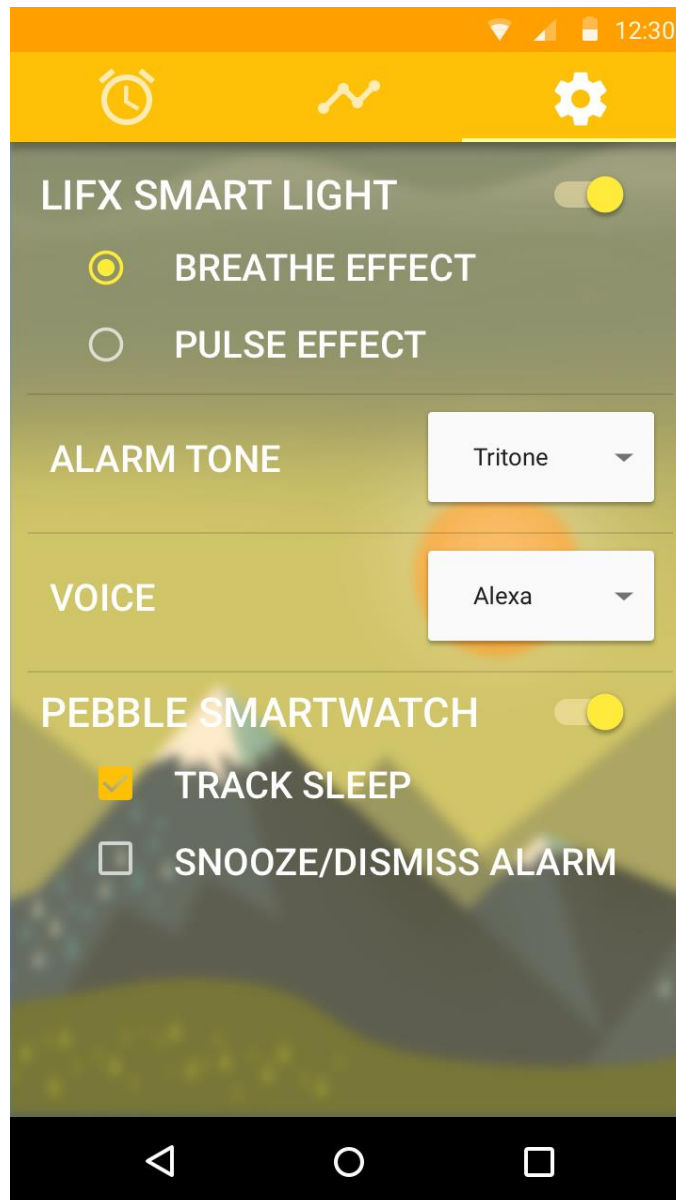 12:30
LIFX SMART LIGHT
BREATHE EFFECT
PULSE EFFECT
ALARM TONE
Tritone
VOICE
Alexa
PEBBLE SMARTWATCH
TRACK SLEEP
SNOOZE/DISMISS ALARM